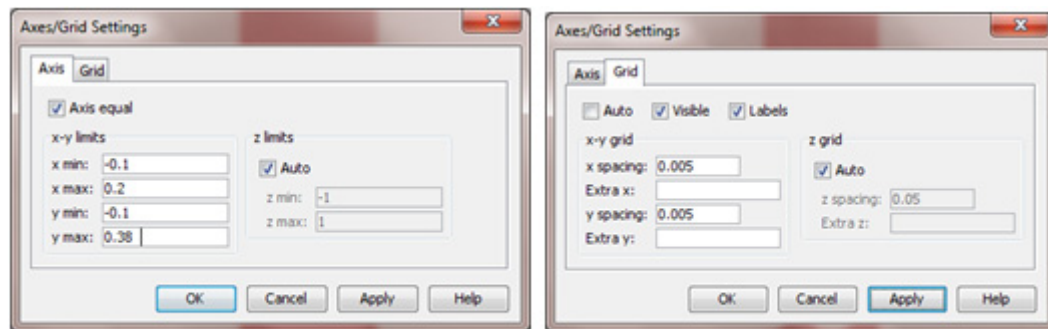 Axes/Grid Settings
Axis Grid
Axis equal
x-y limits
x min: -0.1
x max: 0.2
y min: -0.1
y max: 0.38
z limits
Auto
z min: -1
z max: 1
OK Cancel Apply Help
Axes/Grid Settings
Axis Grid
Auto Visible Labels
x-y grid
x spacing: 0.005
Extra x:
y spacing: 0.005
Extra y:
z grid
Auto
z spacing: 0.05
Extra z:
OK Cancel Apply Help